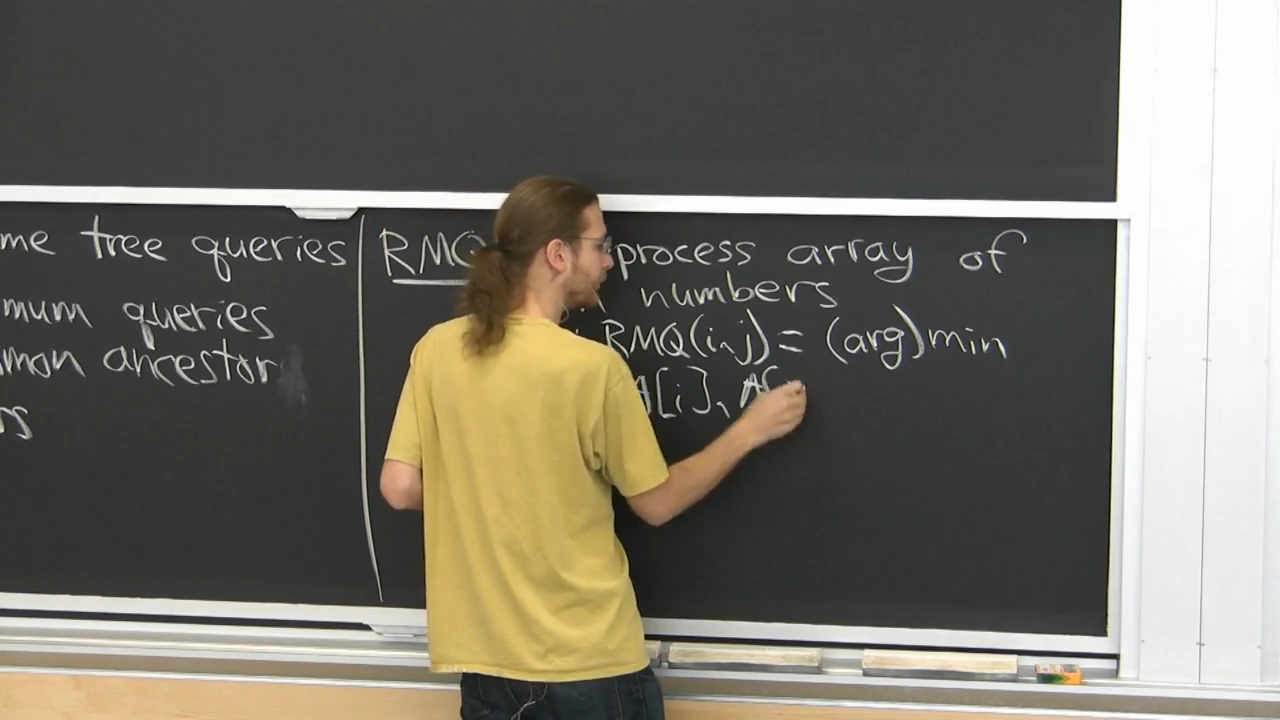 me tree queries
mum queries
mon ancestor
rs
RMQ process array of
numbers
RMQ(i,j) = (arg)min
A[i], A[